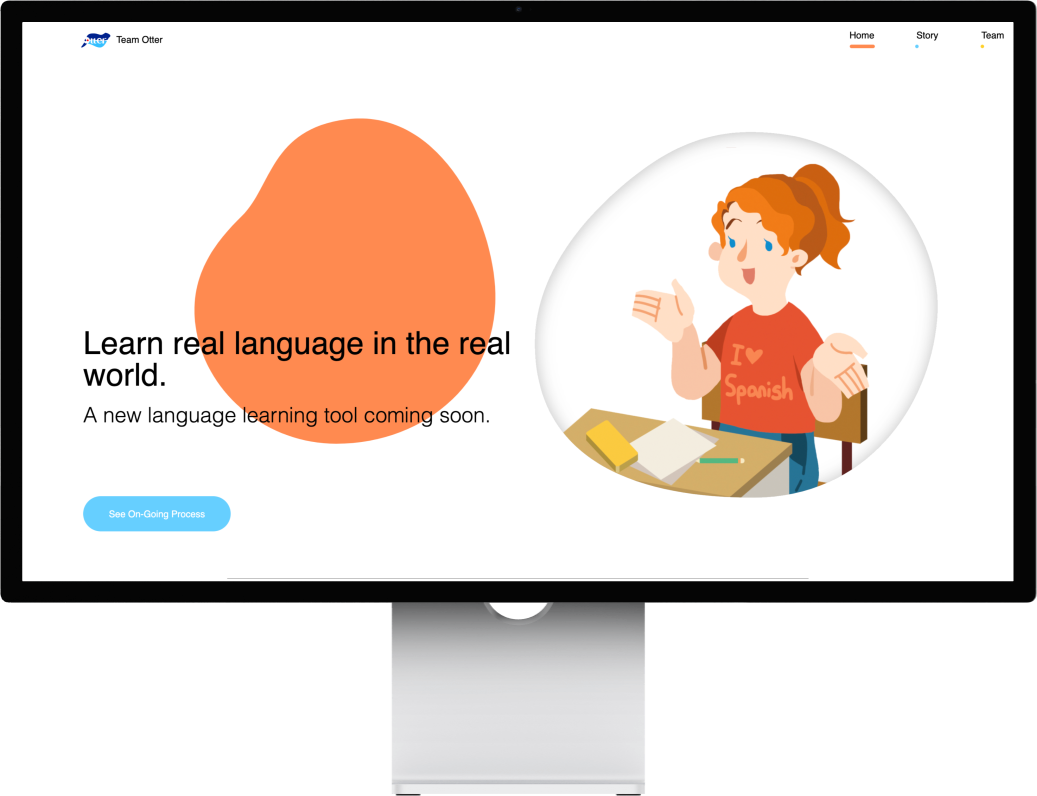 Otter
Team Otter
Home
Story
Team
Learn real language in the real
world.
A new language learning tool coming soon.
See On-Going Process
I
Spanish